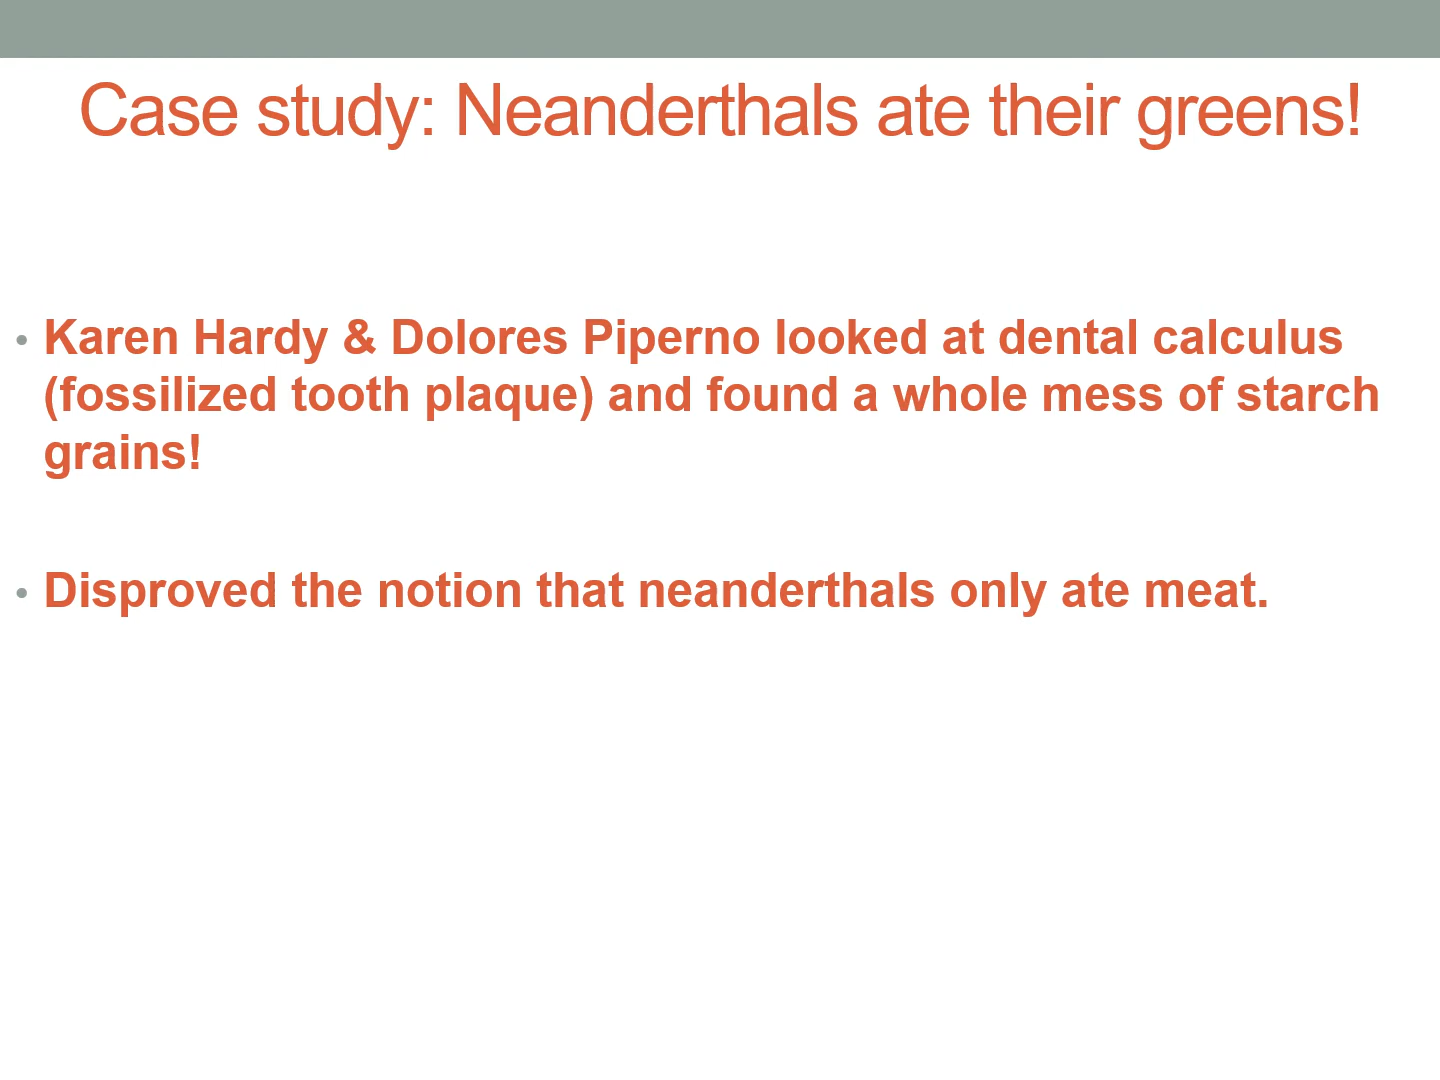 Case study: Neanderthals ate their greens!
• Karen Hardy & Dolores Piperno looked at dental calculus
(fossilized tooth plaque) and found a whole mess of starch
grains!
• Disproved the notion that neanderthals only ate meat.